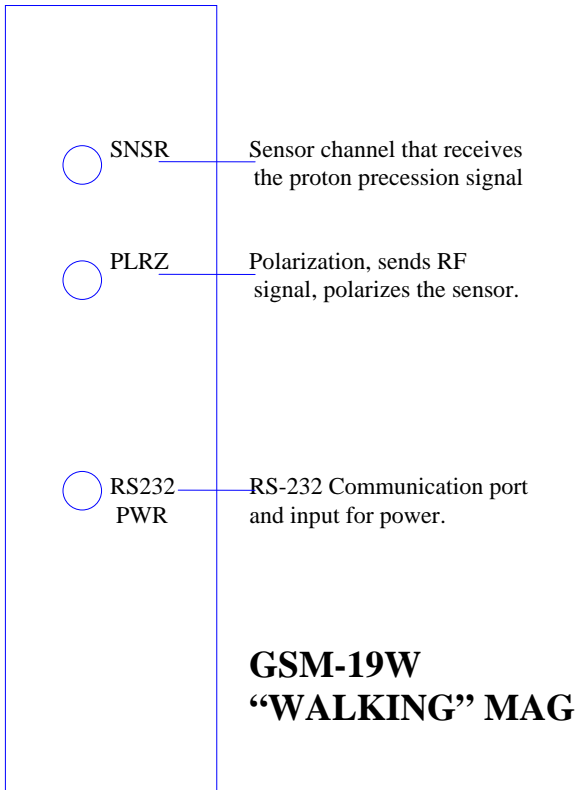 SNSR
Sensor channel that receives
the proton precession signal
PLRZ
Polarization, sends RF
signal, polarizes the sensor.
RS232
PWR
RS-232 Communication port
and input for power.
GSM-19W
“WALKING” MAG